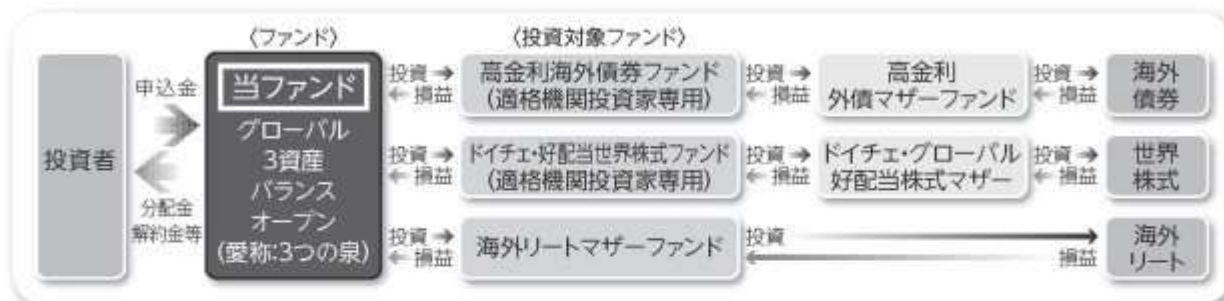 〈ファンド〉
〈投資対象ファンド〉
投資者
申込金
分配金
解約金等
当ファンド
グローバル
3資産
バランス
オープン
(愛称:3つの泉)
投資
損益
高金利海外債券ファンド
(適格機関投資家専用)
投資
損益
高金利
外債マザーファンド
投資
損益
海外
債券
投資
損益
ドイチェ・好配当世界株式ファンド
(適格機関投資家専用)
投資
損益
ドイチェ・グローバル
好配当株式マザー
投資
損益
世界
株式
投資
損益
海外リートマザーファンド
投資
損益
海外
リート